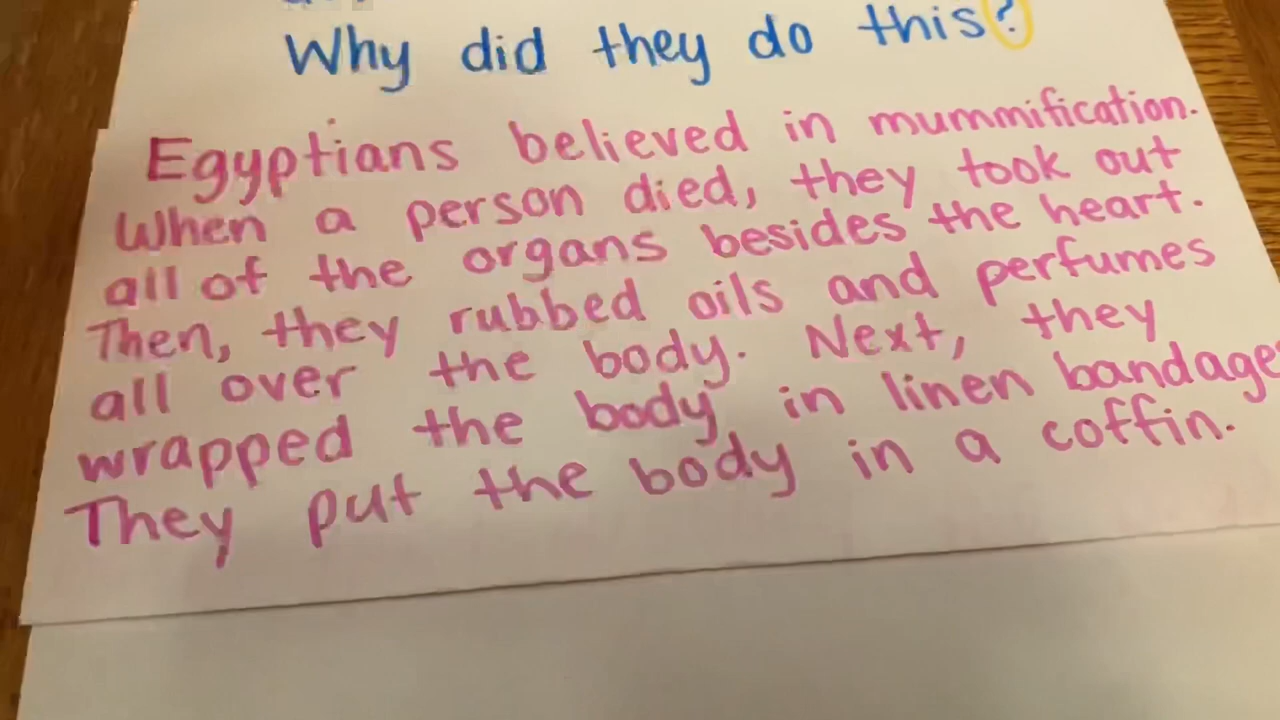 Why did they do this?
Egyptians believed in mummification.
When a person died, they took out
all of the organs besides the heart.
Then, they rubbed oils and perfumes
all over the body. Next, they
wrapped the body in linen bandage
They put the body in a coffin.